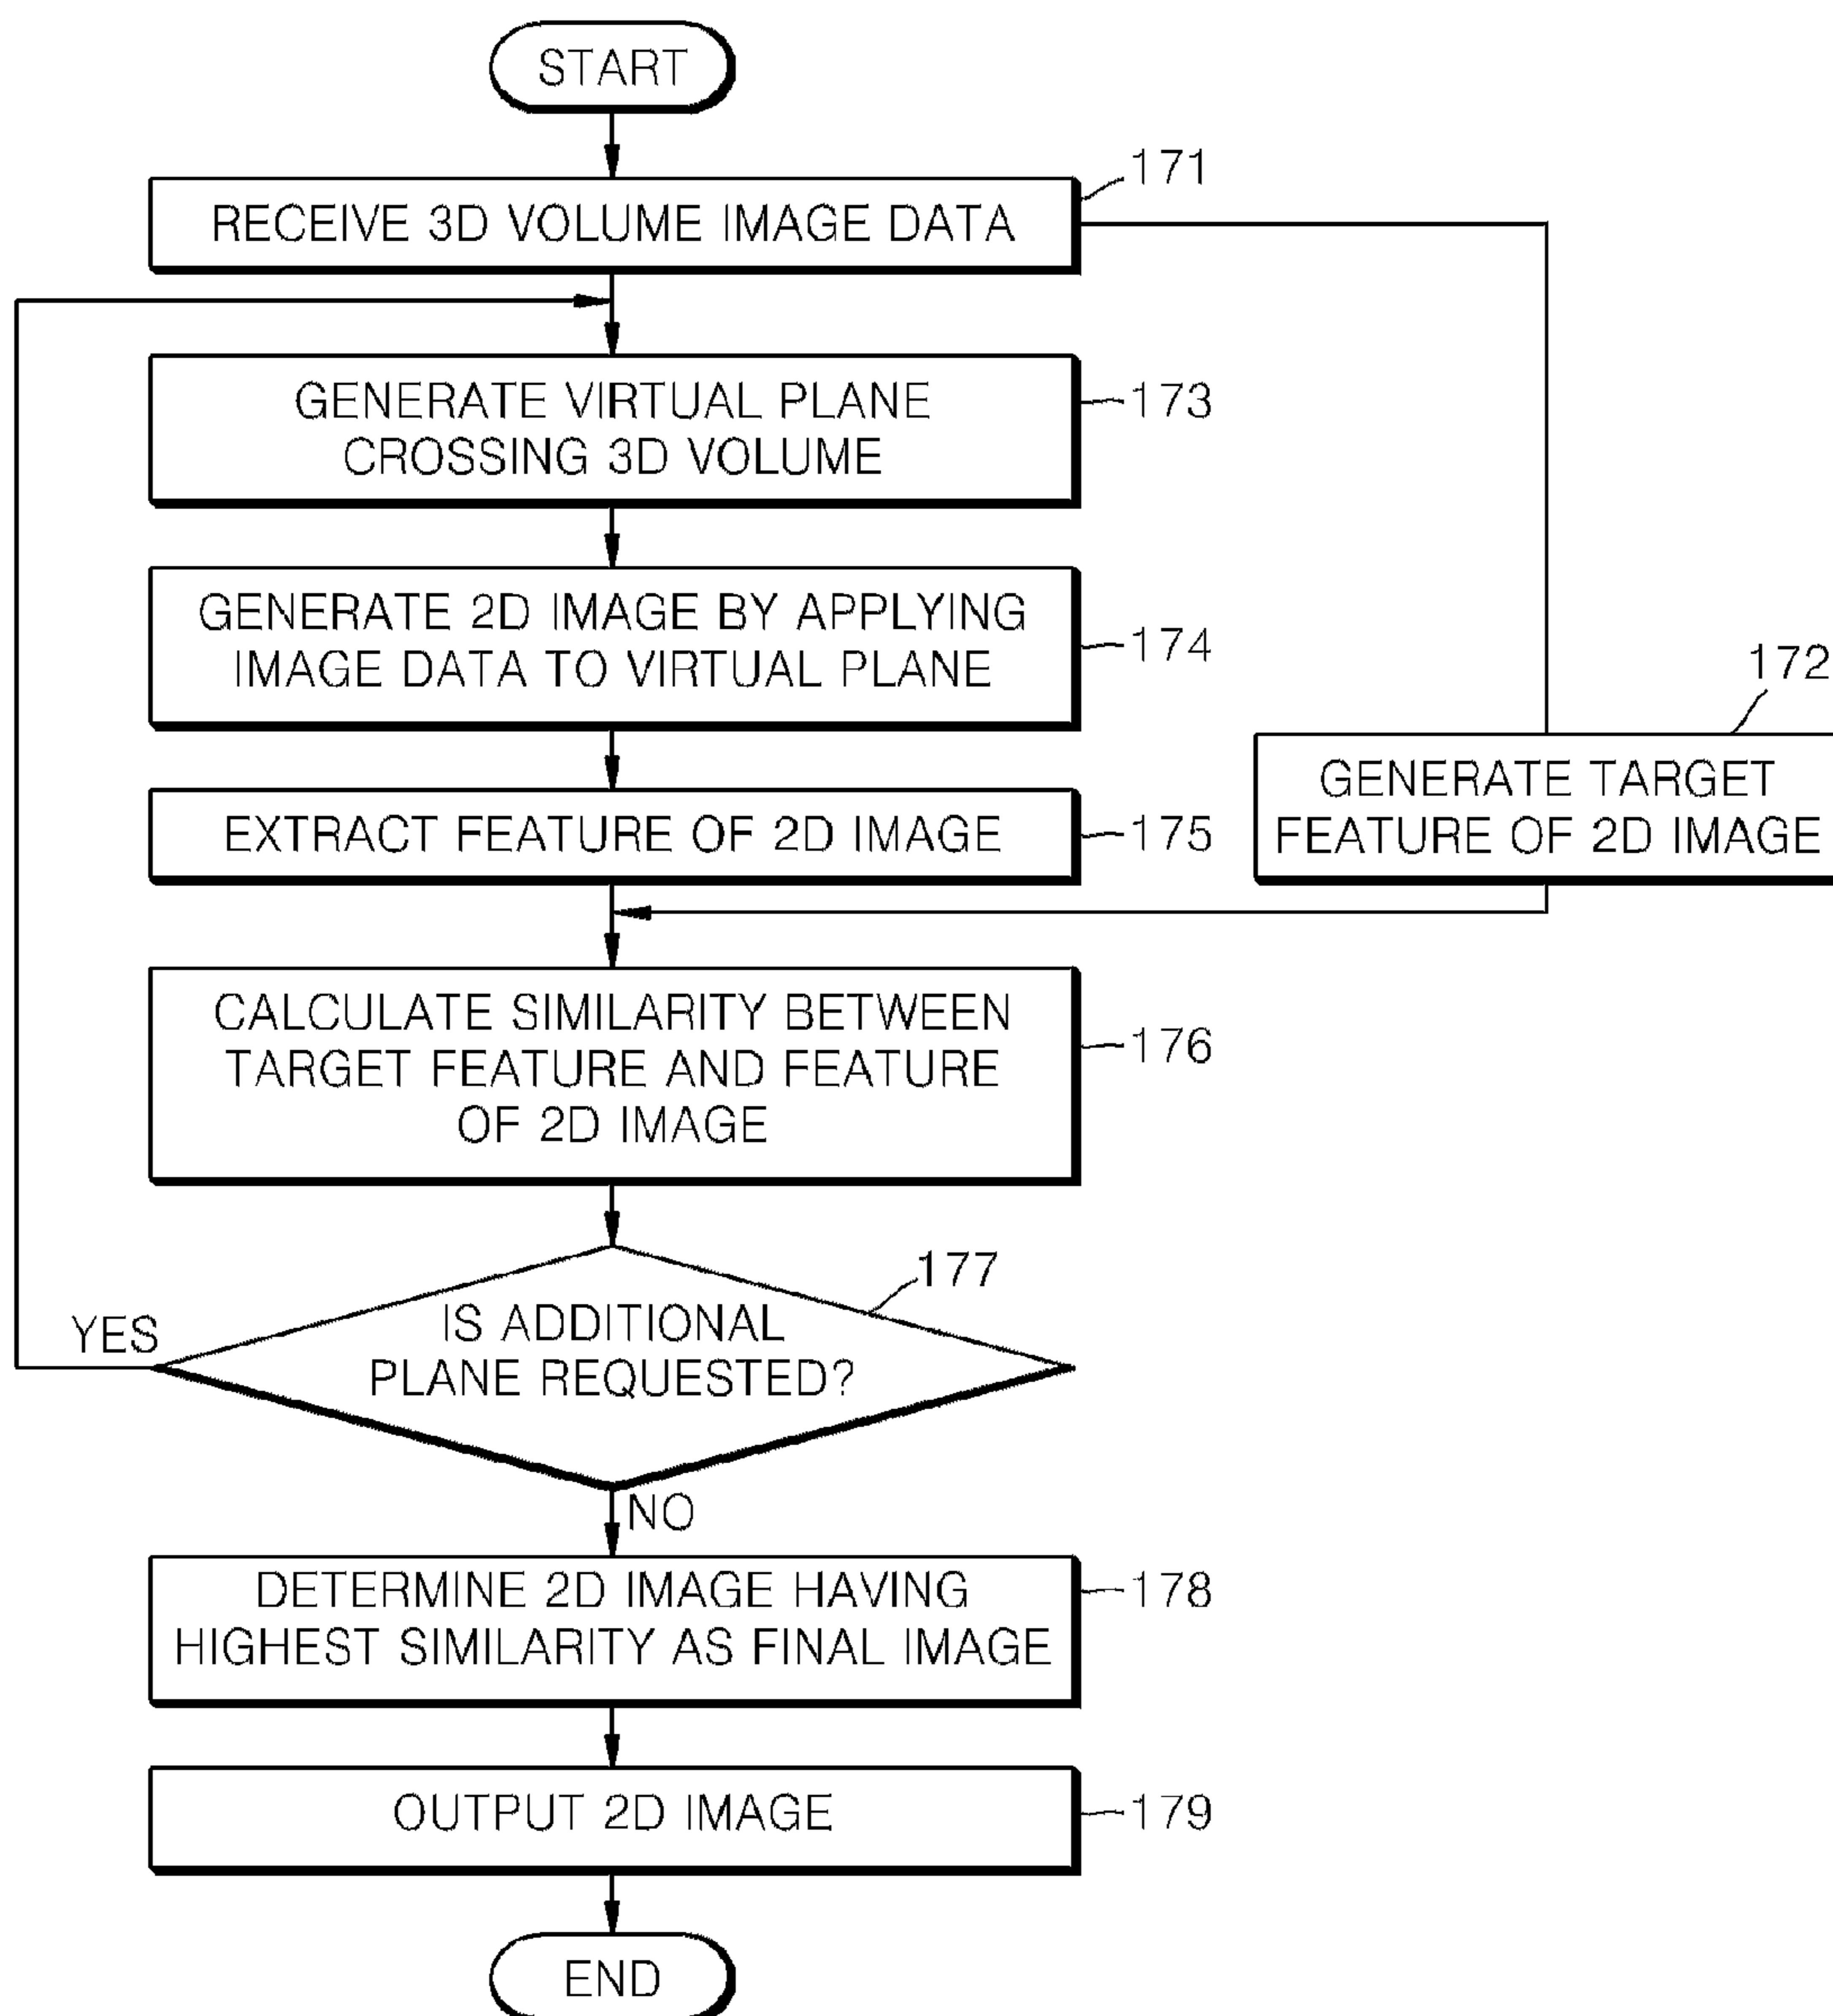 START
171
RECEIVE 3D VOLUME IMAGE DATA
GENERATE VIRTUAL PLANE
CROSSING 3D VOLUME
173
GENERATE 2D IMAGE BY APPLYING
IMAGE DATA TO VIRTUAL PLANE
174
172
GENERATE TARGET
FEATURE OF 2D IMAGE
EXTRACT FEATURE OF 2D IMAGE
175
CALCULATE SIMILARITY BETWEEN
TARGET FEATURE AND FEATURE
OF 2D IMAGE
176
177
IS ADDITIONAL
PLANE REQUESTED?
YES
NO
DETERMINE 2D IMAGE HAVING
HIGHEST SIMILARITY AS FINAL IMAGE
178
OUTPUT 2D IMAGE
179
END